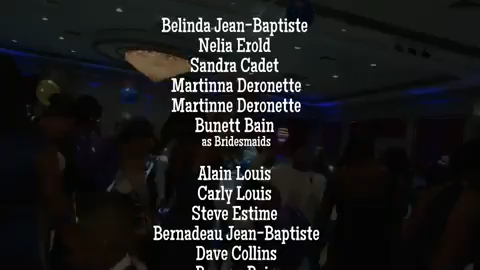 Belinda Jean-Baptiste
Nelia Erold
Sandra Cadet
Martinna Deronette
Martinne Deronette
Bunett Bain
as Bridesmaids
Alain Louis
Carly Louis
Steve Estime
Bernadeau Jean-Baptiste
Dave Collins